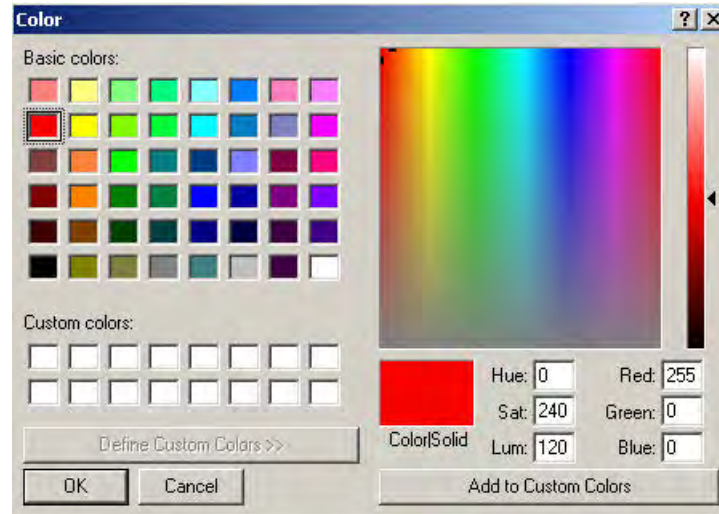 Color
Basic colors:
Custom colors:
Define Custom Colors >>
OK Cancel
Hue: 0 Red: 255
Sat: 240 Green: 0
Color|Solid Lum: 120 Blue: 0
Add to Custom Colors